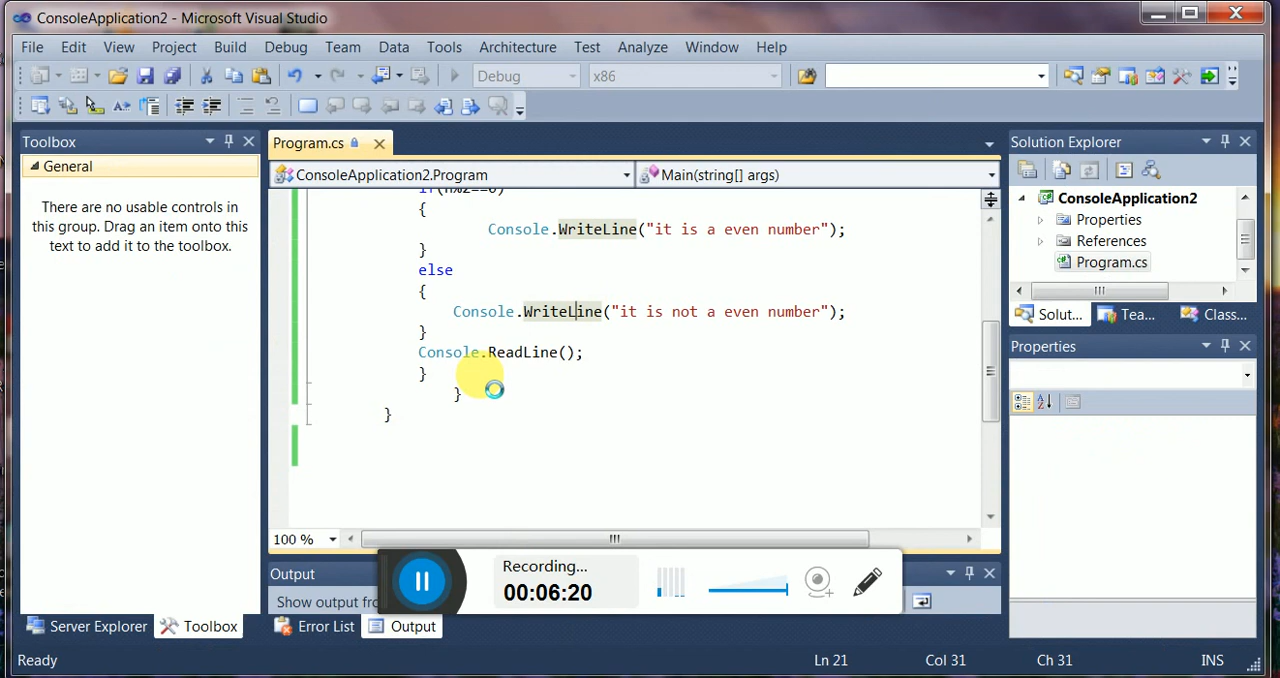 ConsoleApplication2 - Microsoft Visual Studio
File Edit View Project Build Debug Team Data Tools Architecture Test Analyze Window Help
Debug x86
Toolbox
General
There are no usable controls in
this group. Drag an item onto this
text to add it to the toolbox.
Program.cs
ConsoleApplication2.Program
Main(string[] args)
if(n%2==0)
{
Console.WriteLine("it is a even number");
}
else
{
Console.WriteLine("it is not a even number");
}
Console.ReadLine();
}
}
}
100 %
Solution Explorer
ConsoleApplication2
Properties
References
Program.cs
Solut... Tea... Class...
Properties
Output
Show output fro
Recording...
00:06:20
Server Explorer Toolbox
Error List Output
Ready Ln 21 Col 31 Ch 31 INS